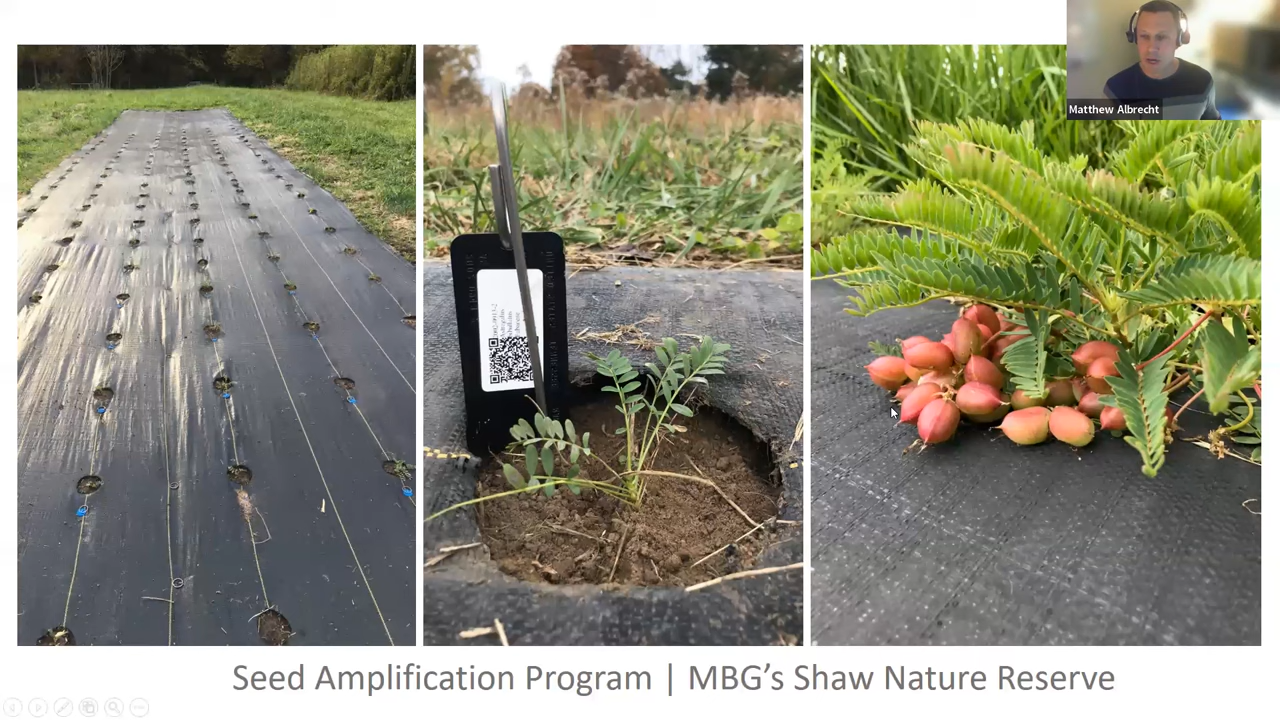 Matthew Albrecht
Seed Amplification Program | MBG's Shaw Nature Reserve